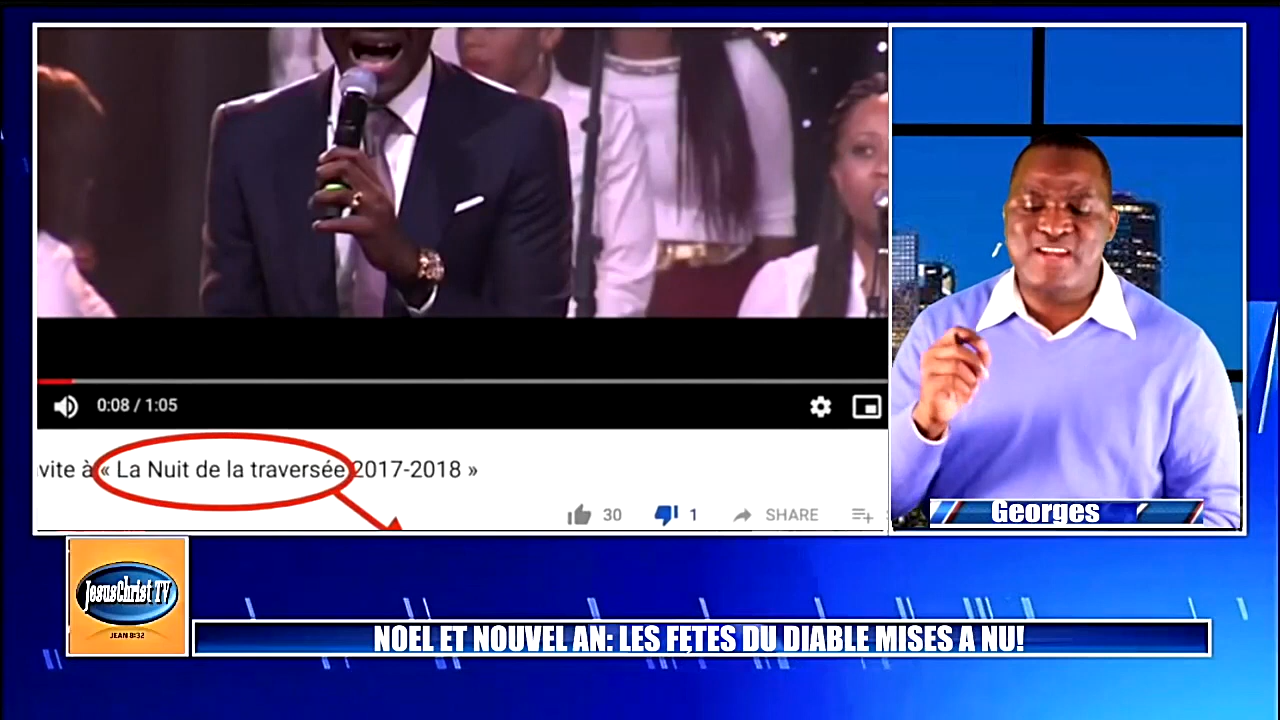 0:08 / 1:05
vite à « La Nuit de la traversée 2017-2018 »
30
1
SHARE
Georges
JesusChrist TV
JEAN 8:32
NOEL ET NOUVEL AN: LES FETES DU DIABLE MISES A NU!